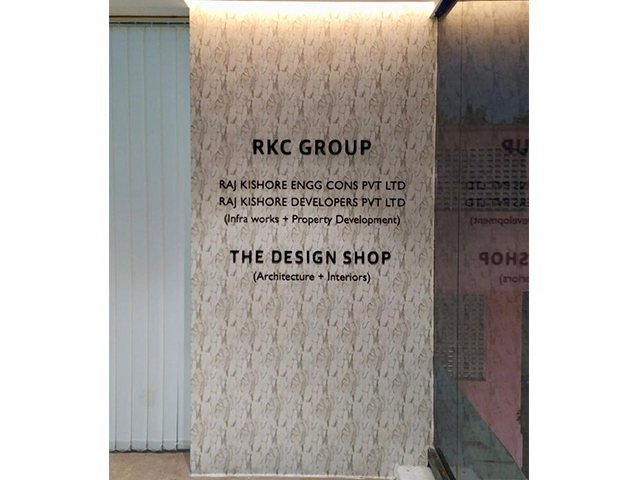 RKC GROUP
RAJ KISHORE ENGG CONS PVT LTD
RAJ KISHORE DEVELOPERS PVT LTD
(Infra works + Property Development)
THE DESIGN SHOP
(Architecture + Interiors)